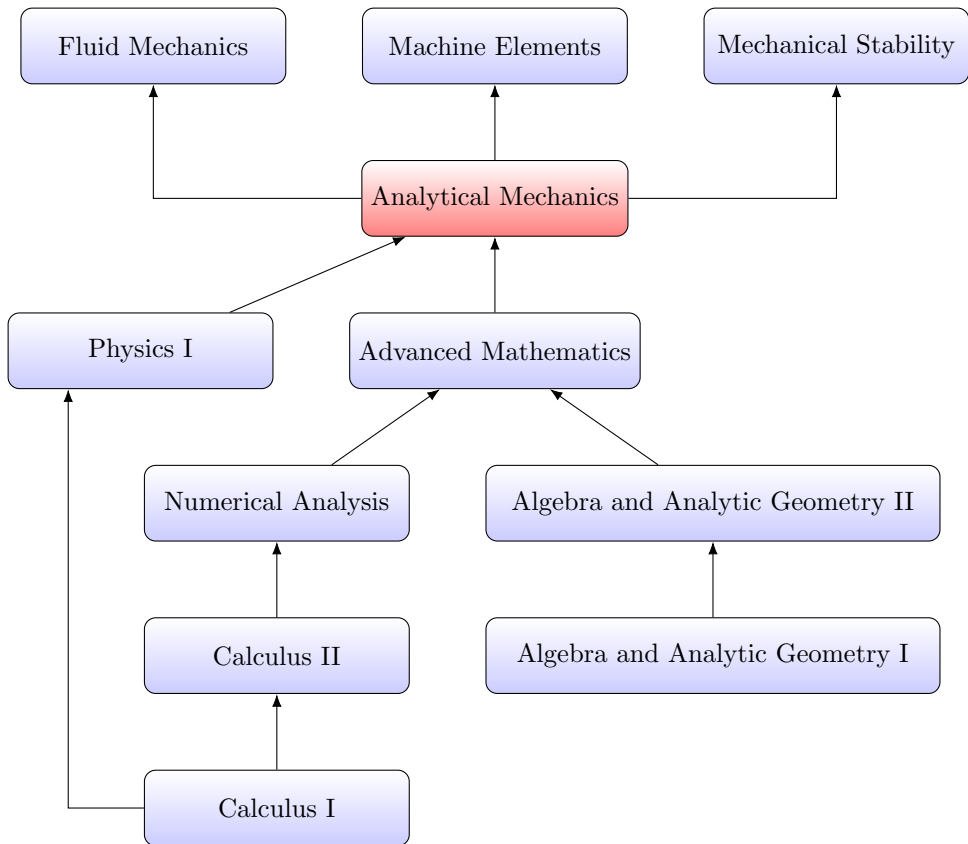 Fluid Mechanics
Machine Elements
Mechanical Stability
Analytical Mechanics
Physics I
Advanced Mathematics
Numerical Analysis
Algebra and Analytic Geometry II
Calculus II
Algebra and Analytic Geometry I
Calculus I